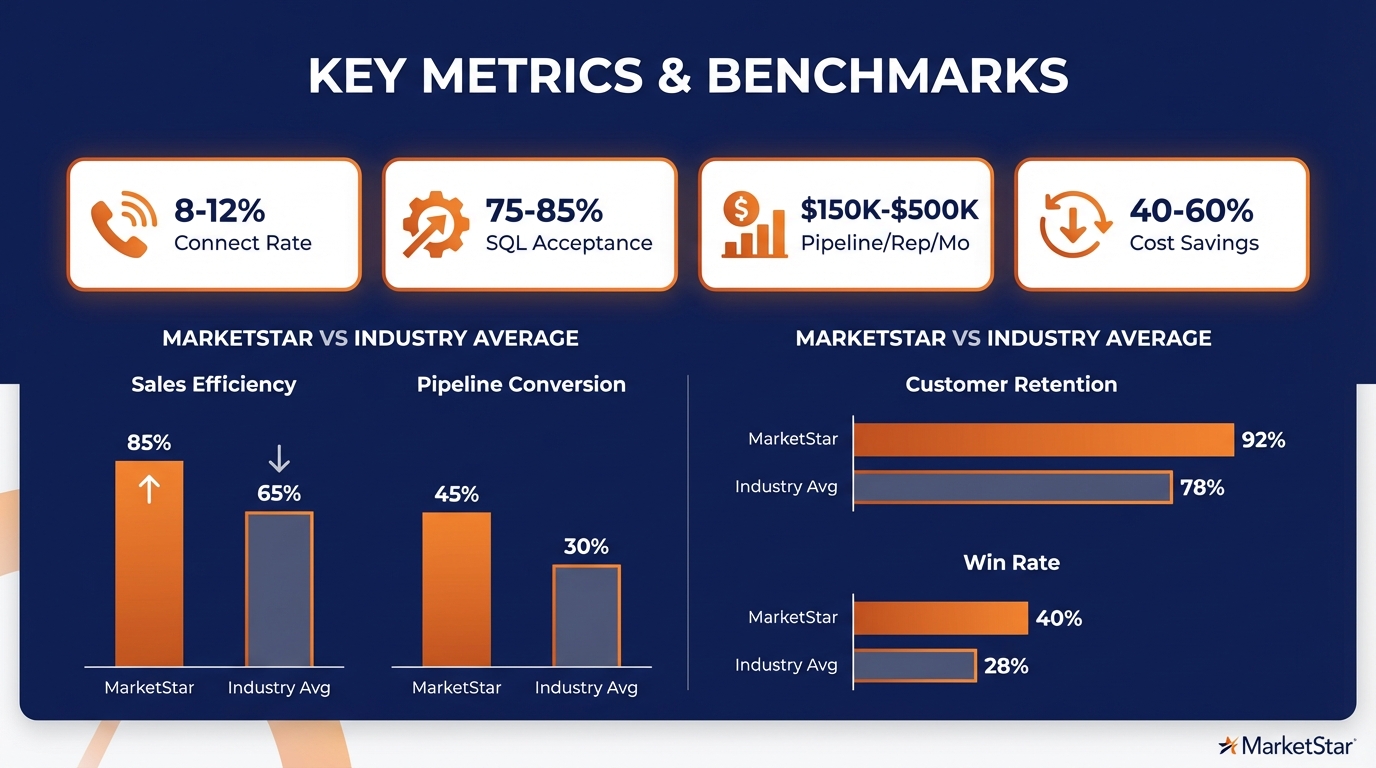 KEY METRICS & BENCHMARKS
8-12%
Connect Rate
75-85%
SQL Acceptance
$150K-$500K
Pipeline/Rep/Mo
40-60%
Cost Savings
MARKETSTAR VS INDUSTRY AVERAGE
Sales Efficiency
85%
65%
MarketStar
Industry Avg
Pipeline Conversion
45%
30%
MarketStar
Industry Avg
MARKETSTAR VS INDUSTRY AVERAGE
Customer Retention
MarketStar
92%
Industry Avg
78%
Win Rate
MarketStar
40%
Industry Avg
28%
MarketStar